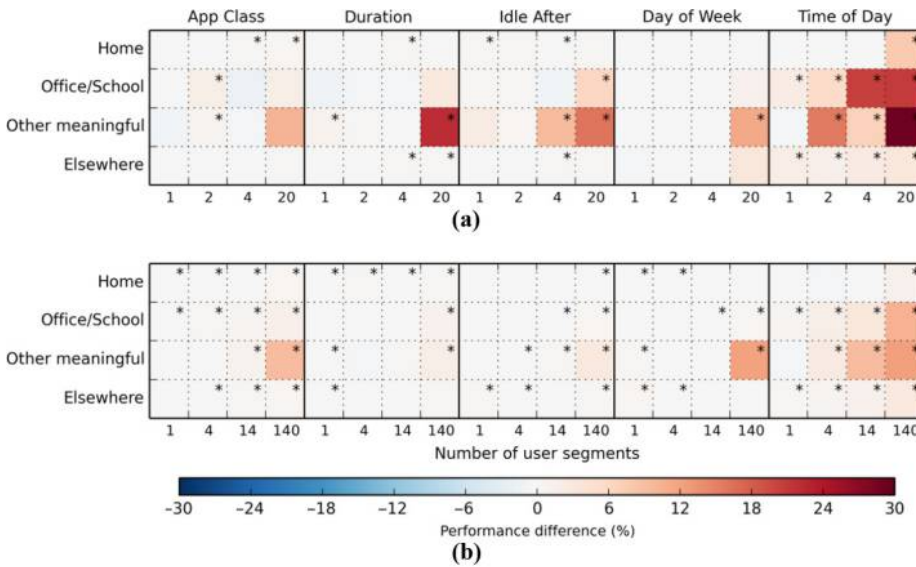 App Class Duration Idle After Day of Week Time of Day
Home * * * * * *
Office/School * * * * * *
Other meaningful * * * * * * * * *
Elsewhere * * * * * * *
1 2 4 20 1 2 4 20 1 2 4 20 1 2 4 20 1 2 4 20
(a)
Home * * * * * * * * * * * *
Office/School * * * * * * * * * * * * *
Other meaningful * * * * * * * * * * *
Elsewhere * * * * * * * * * * * * *
1 4 14 140 1 4 14 140 1 4 14 140 1 4 14 140 1 4 14 140
Number of user segments
−30 −24 −18 −12 −6 0 6 12 18 24 30
Performance difference (%)
(b)